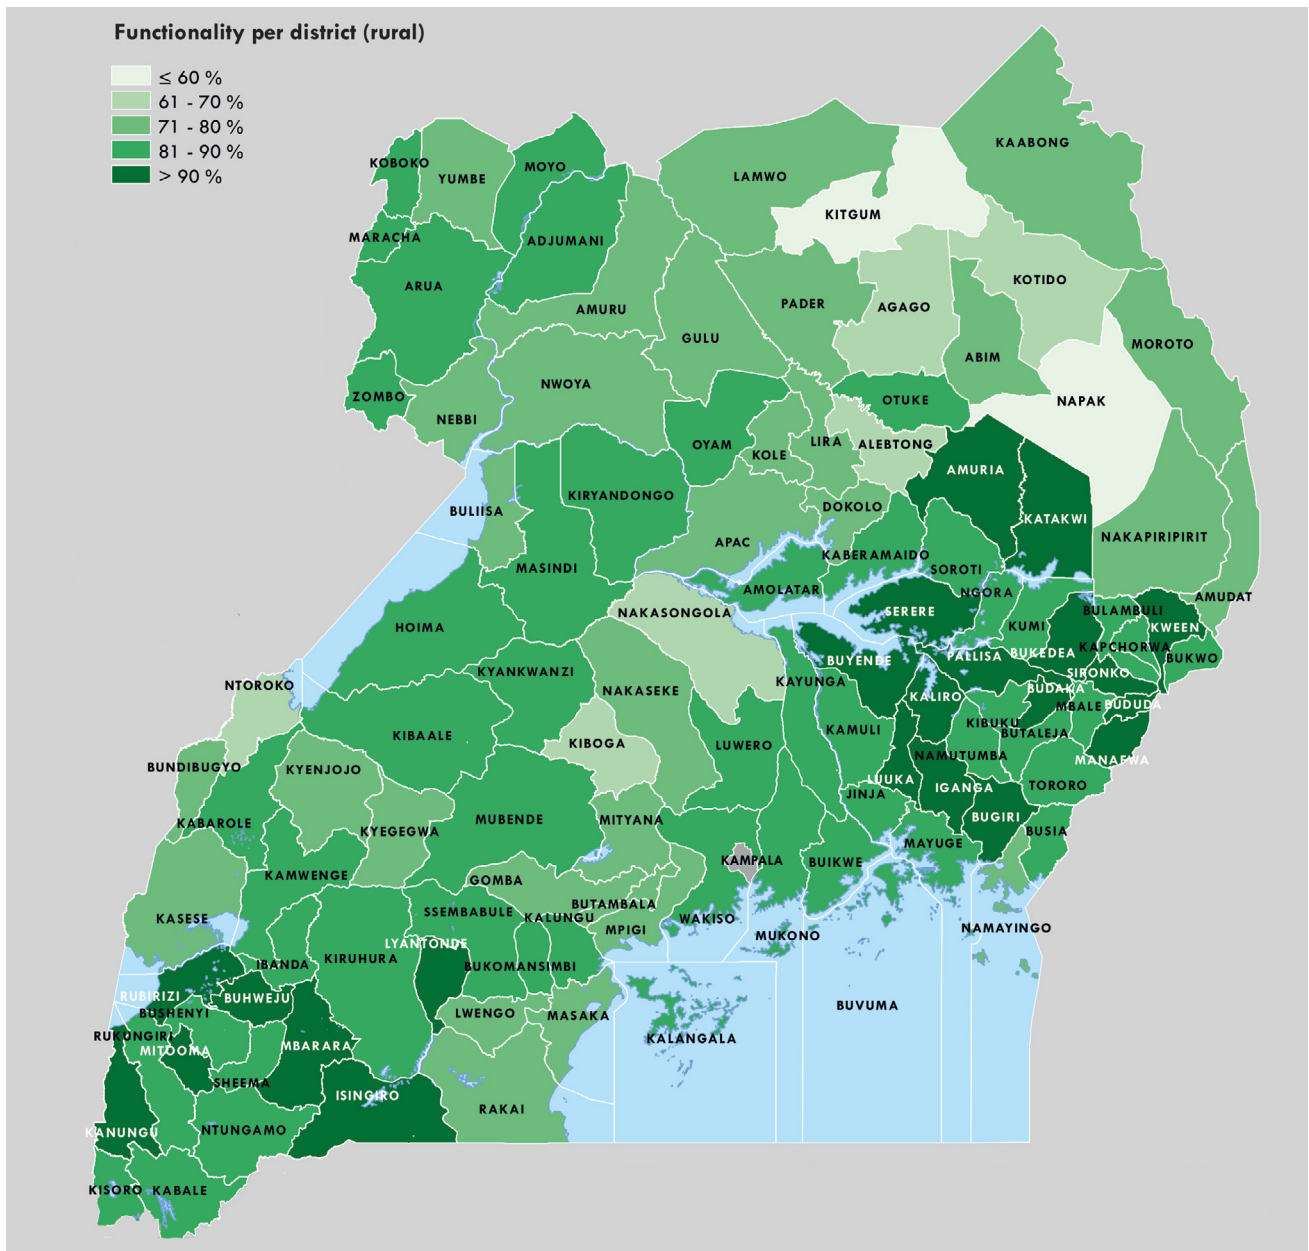 Functionality per district (rural)
≤ 60 %
61 - 70 %
71 - 80 %
81 - 90 %
> 90 %
KAABONG
KOBOKO
MOYO
YUMBE
LAMWO
KITGUM
MARACHA
ADJUMANI
ARUA
KOTIDO
AMURU
PADER
AGAGO
GULU
MOROTO
ABIM
NWOYA
ZOMBO
OTUKE
NAPAK
NEBBI
OYAM
LIRA
ALEBTONG
KOLE
AMURIA
KIRYANDONGO
BULIISA
DOKOLO
KATAKWI
APAC
NAKAPIRIPIRIT
KABERAMAIDO
MASINDI
SOROTI
AMOLATAR
NGORA
AMUDAT
NAKASONGOLA
SERERE
BULAMBULI
HOIMA
KUMI
KWEEN
KAPCHORWA
BUYENDE
PALLISA
BUKEDEA
BUKWO
KYANKWANZI
SIRONKO
NTOROKO
NAKASEKE
KAYUNGA
BUDAKA
KALIRO
MBALE
BUDUDA
KIBUKU
KIBAALE
KIBOGA
LUWERO
KAMULI
BUTALEJA
NAMUTUMBA
MANAFWA
BUNDIBUGYO
KYENJOJO
LUUKA
IGANGA
TORORO
JINJA
KABAROLE
KYEGEGWA
MUBENDE
MITYANA
BUGIRI
BUSIA
MAYUGE
KAMPALA
BUIKWE
KAMWENGE
GOMBA
BUTAMBALA
SSEMBABULE
KALUNGU
KASESE
WAKISO
MPIGI
NAMAYINGO
MUKONO
LYANTONDE
KIRUHURA
IBANDA
BUKOMANSIMBI
RUBIRIZI
BUHWEJU
BUVUMA
BUSHENYI
LWENGO
MASAKA
RUKUNGIRI
KALANGALA
MITOOMA
MBARARA
SHEEMA
ISINGIRO
RAKAI
KANUNGU
NTUNGAMO
KISORO
KABALE